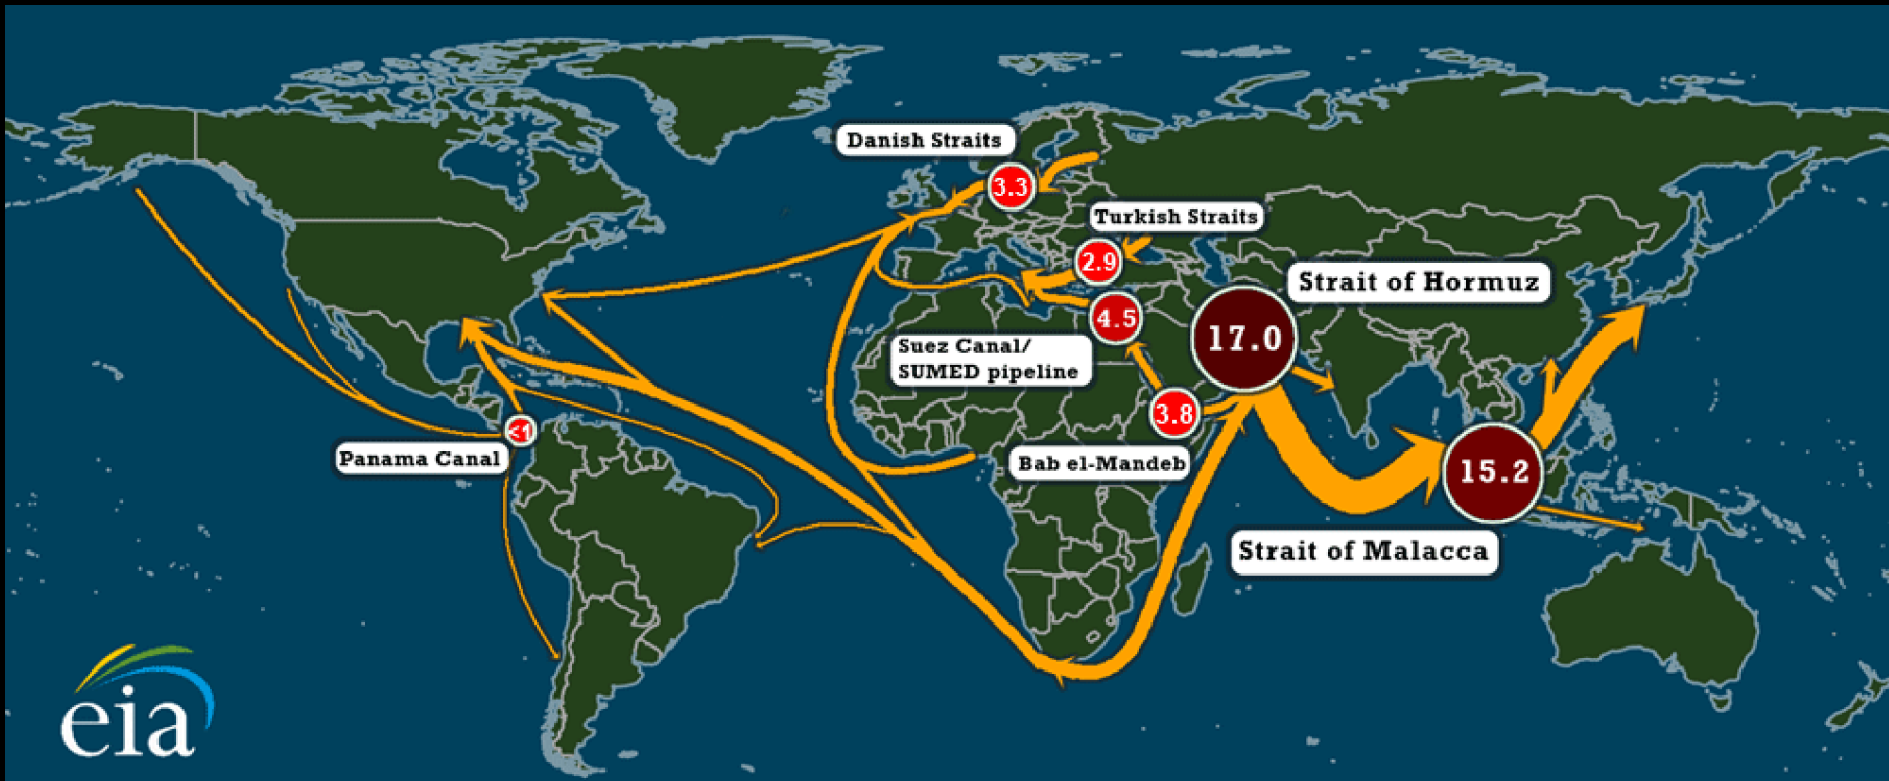 Danish Straits
3.3
Turkish Straits
2.9
Strait of Hormuz
17.0
4.5
Suez Canal/
SUMED pipeline
3.8
Bab el-Mandeb
<1
Panama Canal
15.2
Strait of Malacca
eia